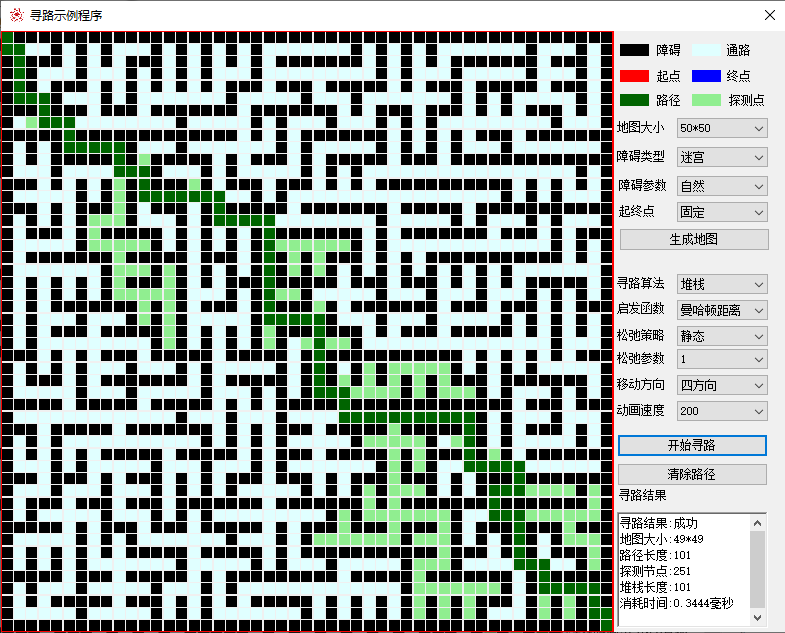 寻路示例程序
障碍 通路
起点 终点
路径 探测点
地图大小 50*50
障碍类型 迷宫
障碍参数 自然
起终点 固定
生成地图
寻路算法 堆栈
启发函数 曼哈顿距离
松弛策略 静态
松弛参数 1
移动方向 四方向
动画速度 200
开始寻路
清除路径
寻路结果
寻路结果:成功
地图大小:49*49
路径长度:101
探测节点:251
堆栈长度:101
消耗时间:0.3444毫秒